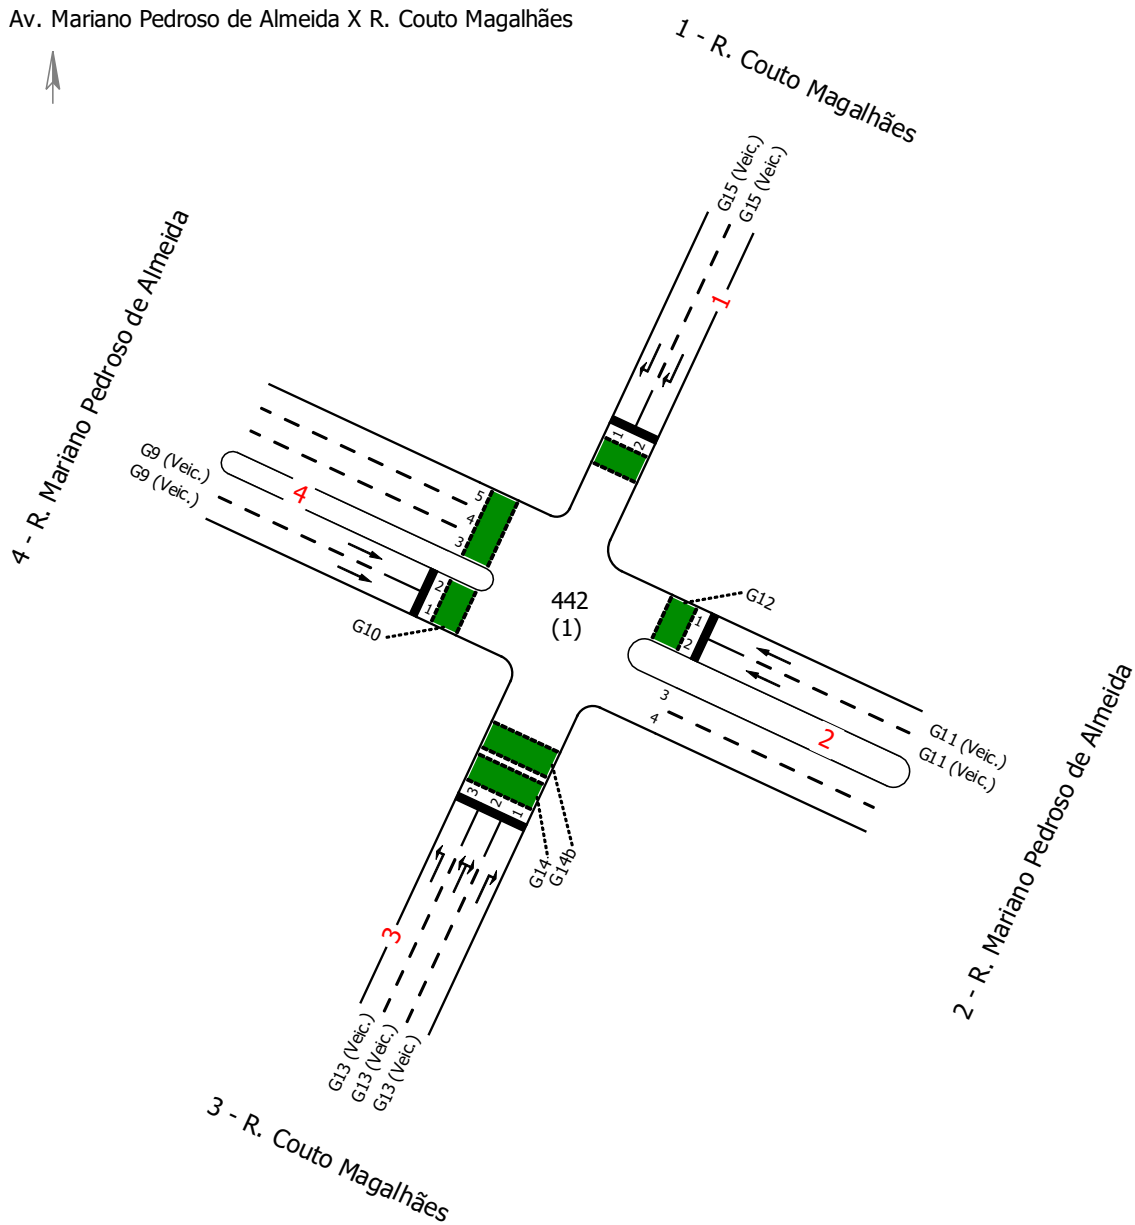 Av. Mariano Pedroso de Almeida X R. Couto Magalhães
1 - R. Couto Magalhães
G15 (Veic.)
G15 (Veic.)
1
1
2
4 - R. Mariano Pedroso de Almeida
G9 (Veic.)
G9 (Veic.)
4
5
4
3
2
1
G10
442
(1)
G12
1
2
3
4
2
G11 (Veic.)
G11 (Veic.)
2 - R. Mariano Pedroso de Almeida
3
2
1
G14
G14b
3
G13 (Veic.)
G13 (Veic.)
G13 (Veic.)
3 - R. Couto Magalhães